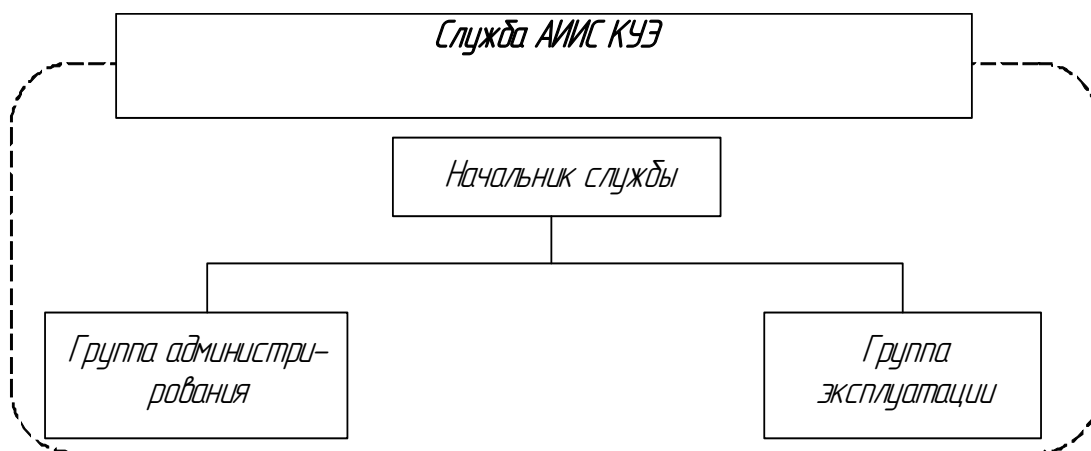 Служба АИИС КУЭ
Начальник службы
Группа администри-
рования
Группа
эксплуатации